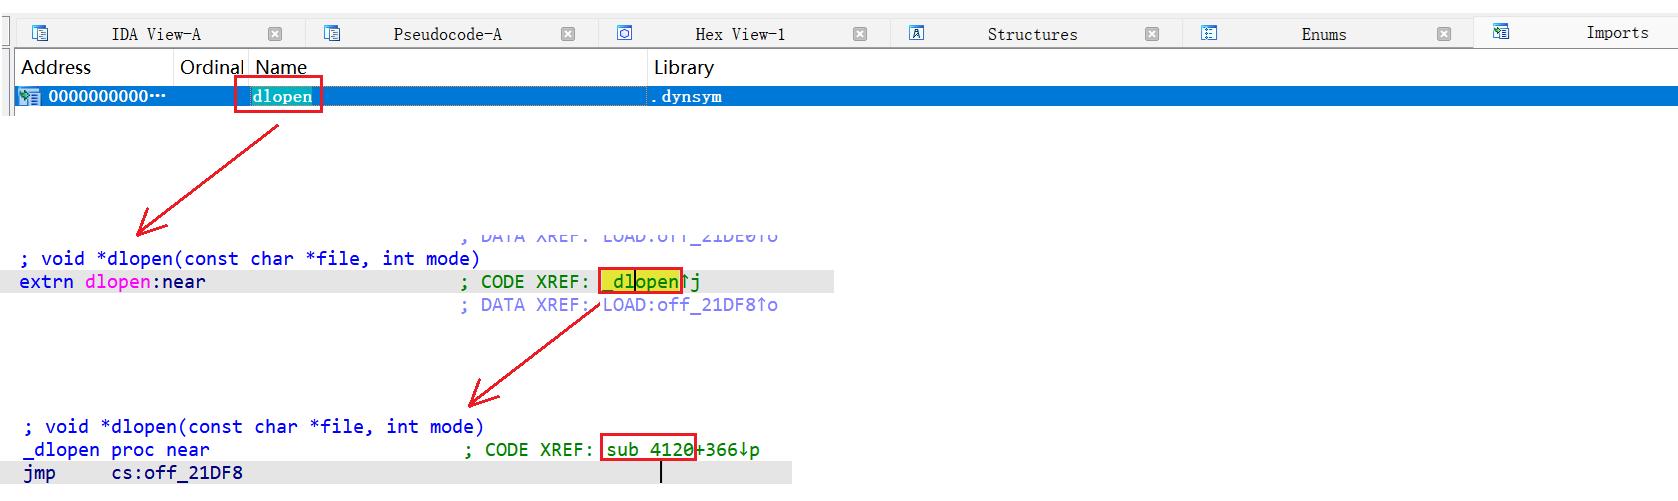 IDA View-A Pseudocode-A Hex View-1 Structures Enums Imports
Address Ordinal Name Library
0000000000… dlopen .dynsym
; DATA XREF: LOAD:off_21DE0↑o
; void *dlopen(const char *file, int mode)
extrn dlopen:near ; CODE XREF: _dlopen↑j
; DATA XREF: LOAD:off_21DF8↑o
; void *dlopen(const char *file, int mode)
_dlopen proc near ; CODE XREF: sub_4120+366↓p
jmp cs:off_21DF8